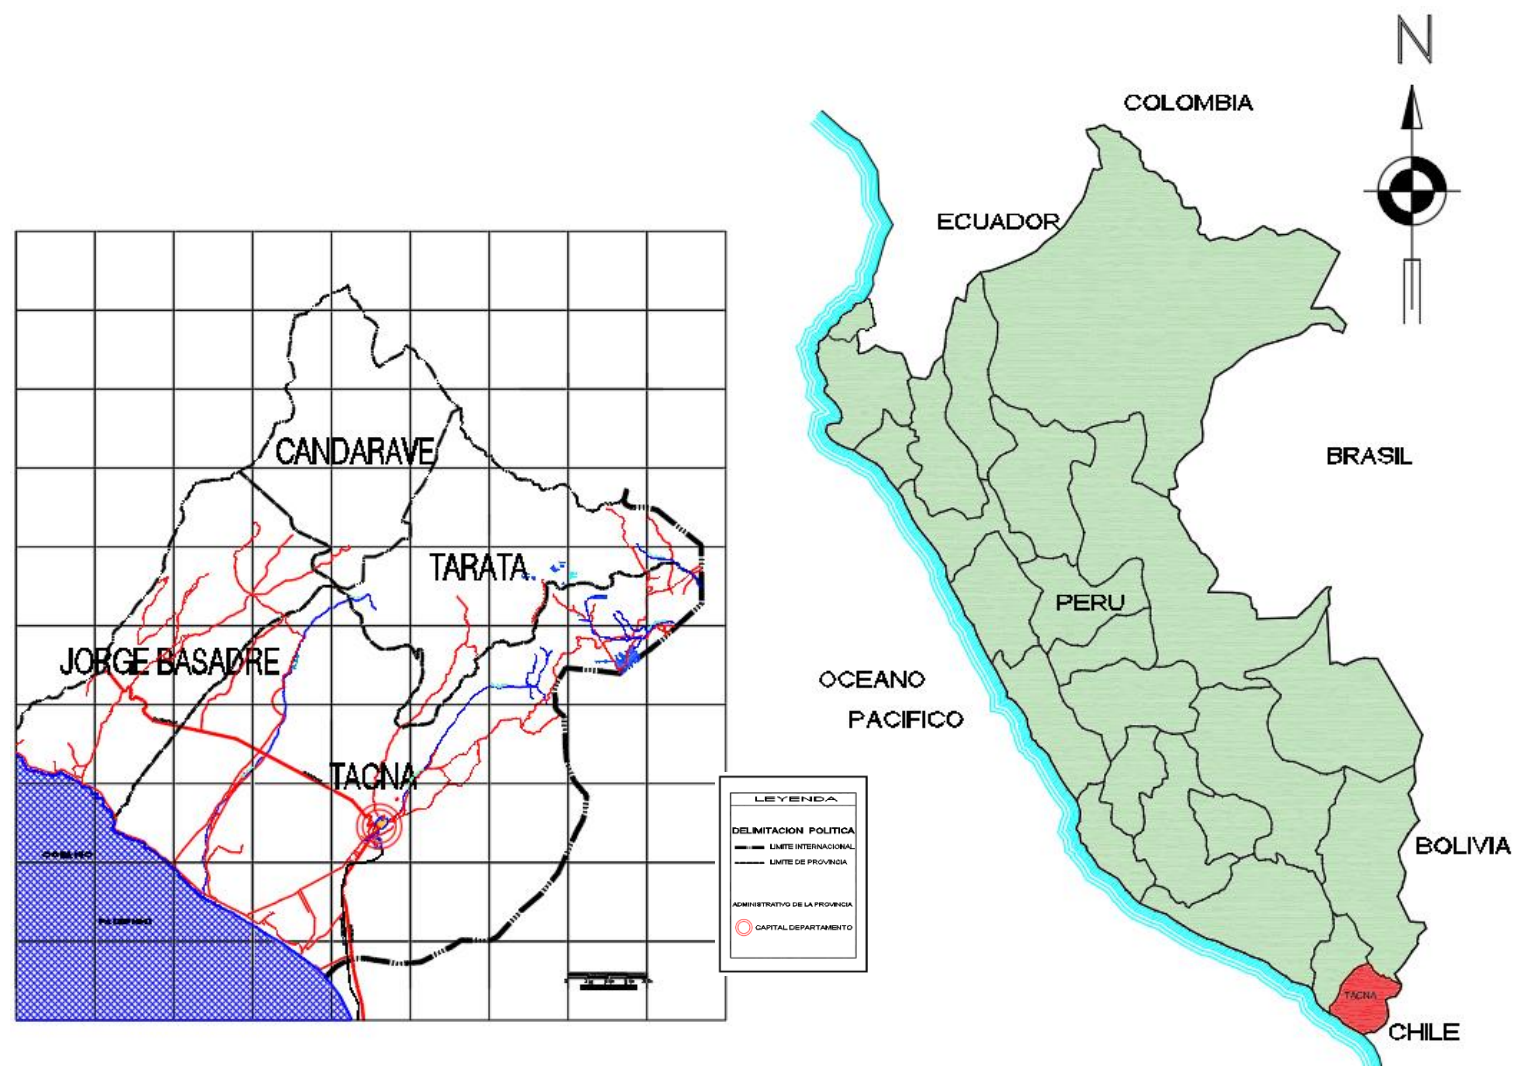 CANDARAVE
TARATA
JORGE BASADRE
TACNA
OCEANO
LEYENDA
DELIMITACION POLITICA
LIMITE INTERNACIONAL
LIMITE DE PROVINCIA
ADMINISTRATIVO DE LA PROVINCIA
CAPITAL DEPARTAMENTO
N
COLOMBIA
ECUADOR
BRASIL
PERU
OCEANO
PACIFICO
BOLIVIA
TACNA
CHILE